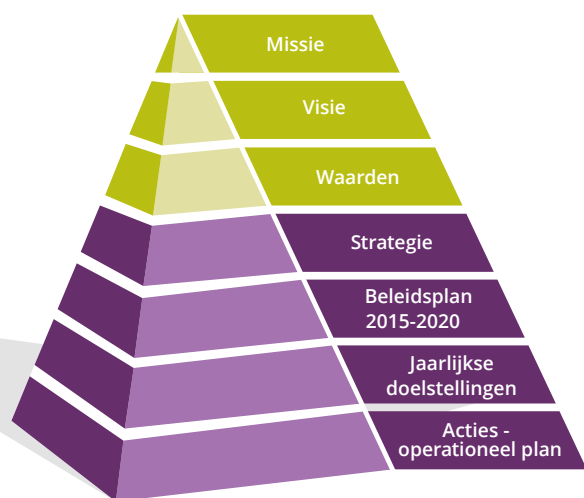 Missie
Visie
Waarden
Strategie
Beleidsplan
2015-2020
Jaarlijkse
doelstellingen
Acties -
operationeel plan